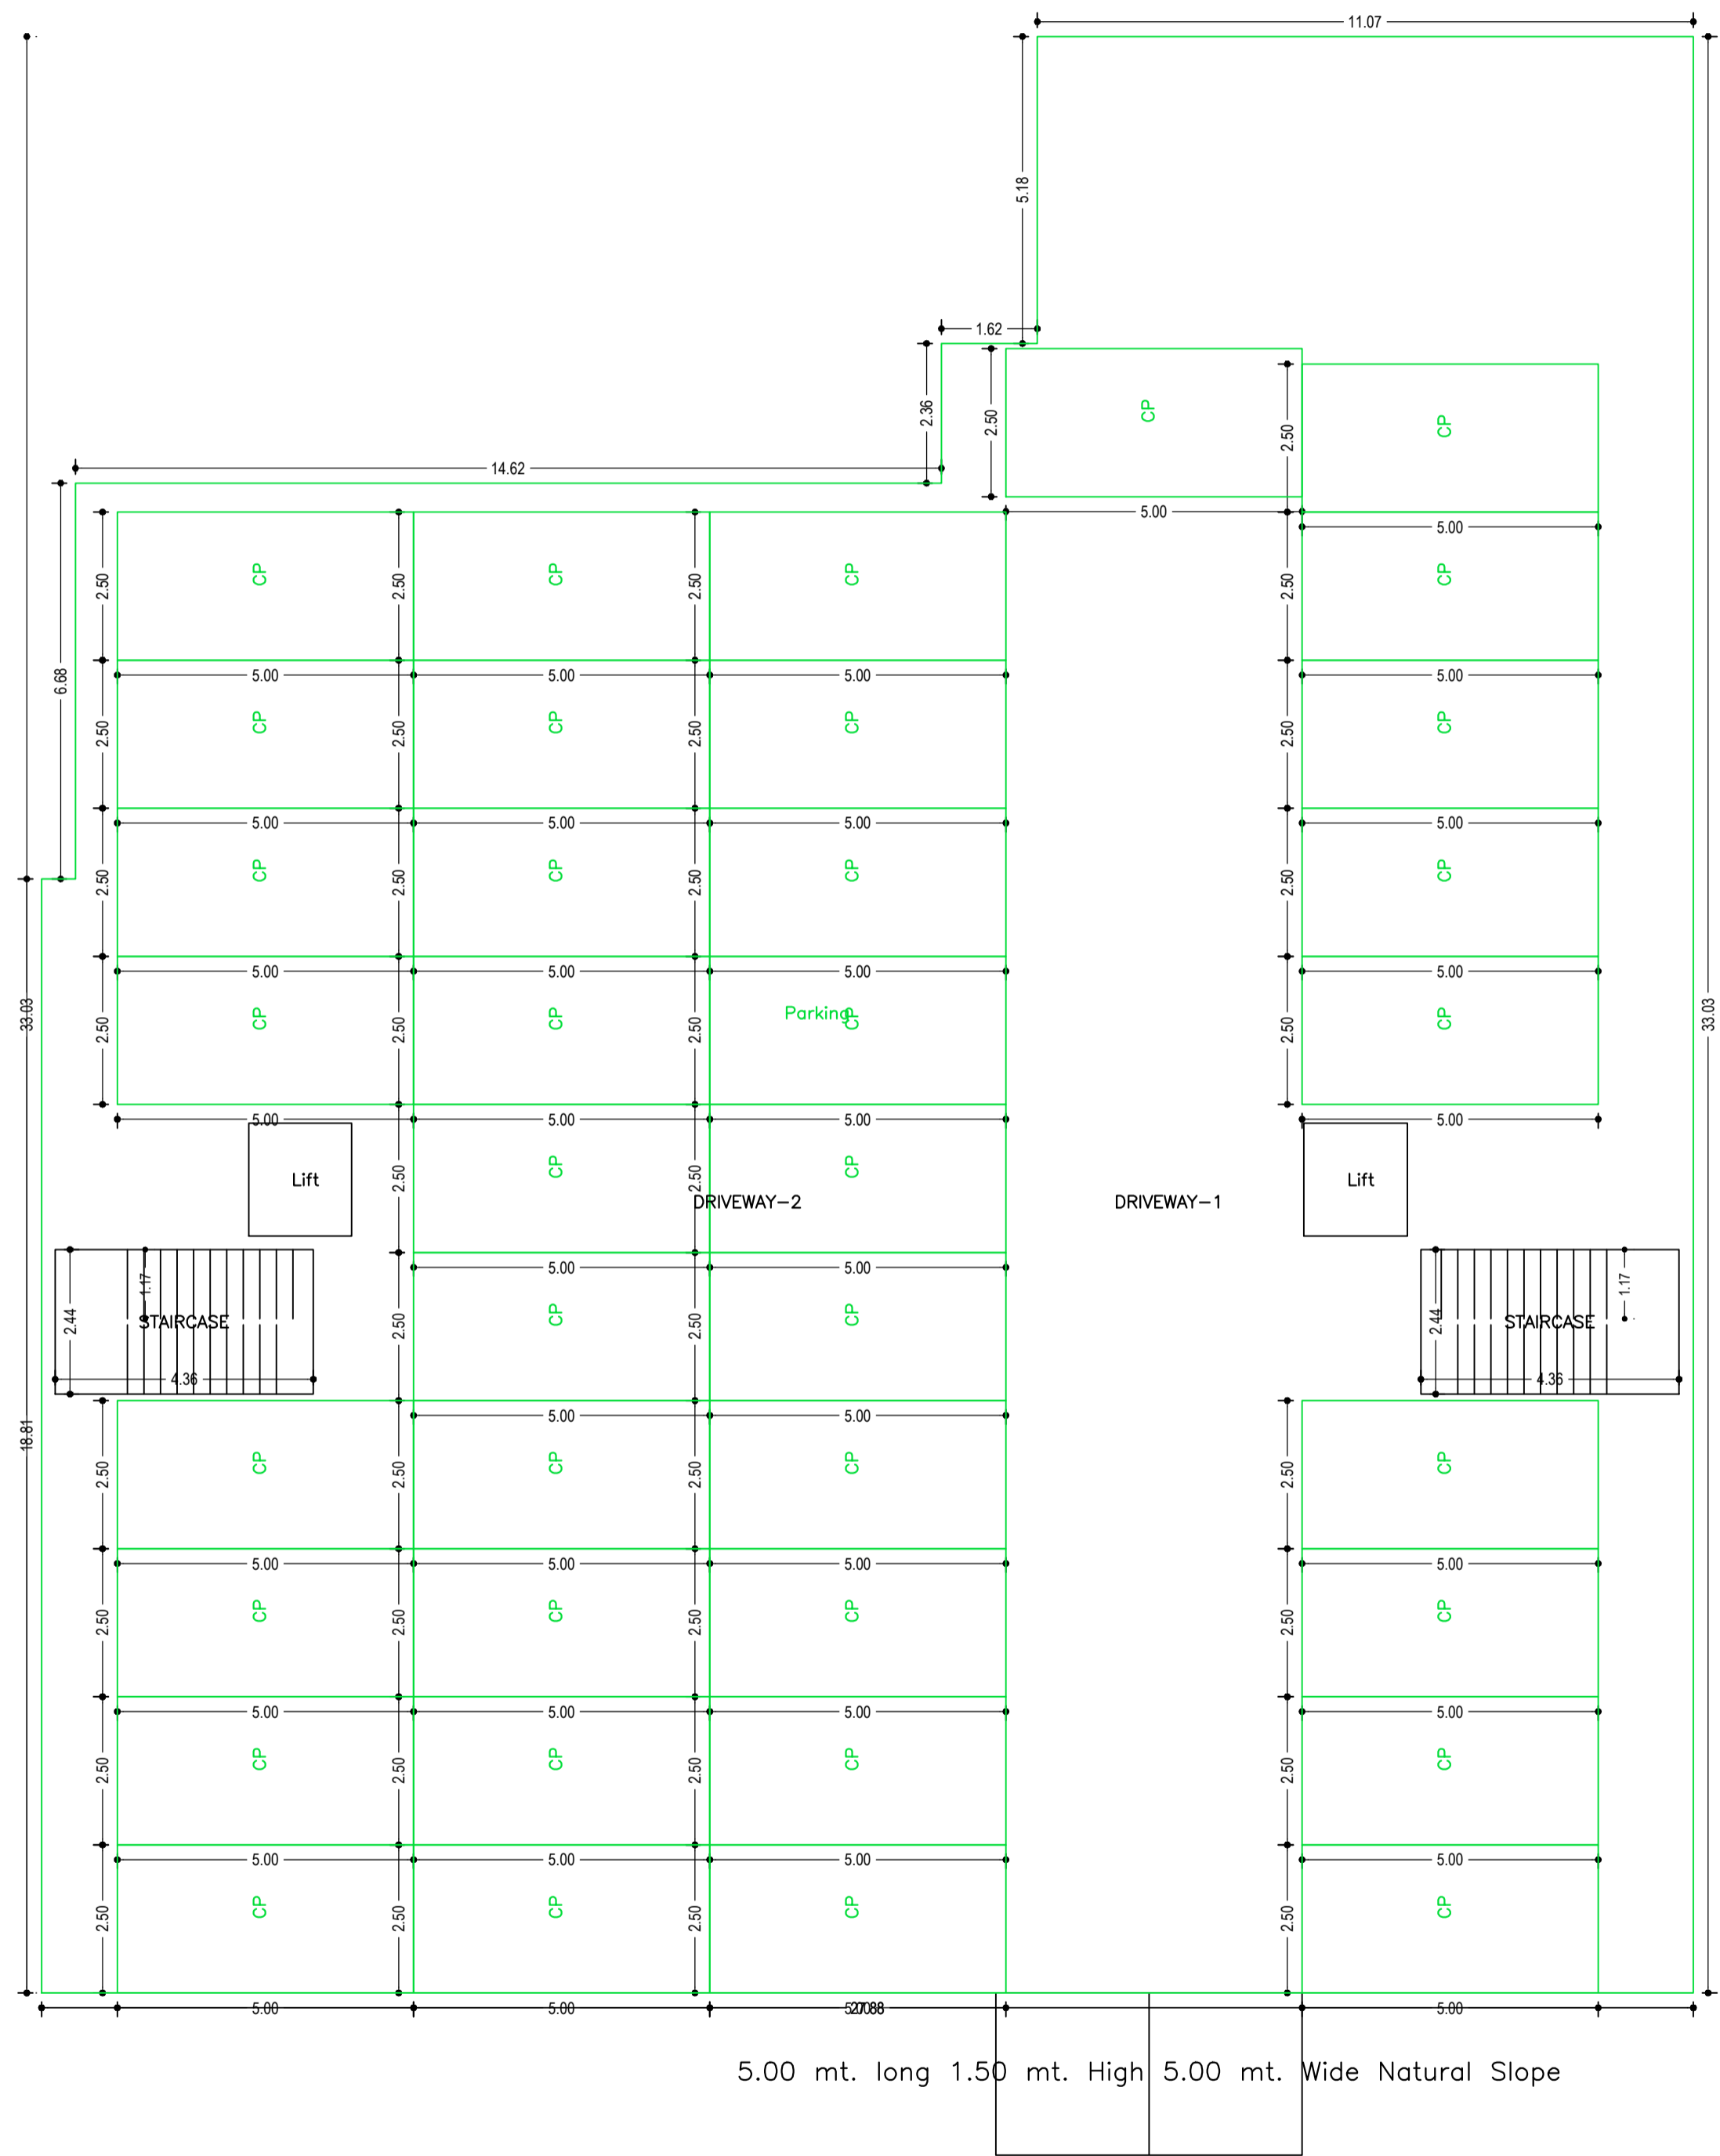 11.07
5.18
1.62
2.36 2.50 CP 2.50 CP
14.62
5.00 5.00
2.50 CP 2.50 CP 2.50 CP 2.50 CP
6.68 5.00 5.00 5.00 5.00
2.50 CP 2.50 CP 2.50 CP 2.50 CP
5.00 5.00 5.00 5.00
2.50 CP 2.50 CP 2.50 CP 2.50 CP
5.00 5.00 5.00 5.00
33.03 2.50 CP 2.50 CP 2.50 Parking CP 2.50 CP 33.03
5.00 5.00 5.00 5.00
Lift 2.50 CP 2.50 CP Lift
DRIVEWAY-2 DRIVEWAY-1
5.00 5.00
1.17 1.17
2.44 STAIRCASE 2.50 CP 2.50 CP 2.44 STAIRCASE
4.36 4.36
5.00 5.00
18.81 2.50 CP 2.50 CP 2.50 CP 2.50 CP
5.00 5.00 5.00 5.00
2.50 CP 2.50 CP 2.50 CP 2.50 CP
5.00 5.00 5.00 5.00
2.50 CP 2.50 CP 2.50 CP 2.50 CP
5.00 5.00 5.00 5.00
2.50 CP 2.50 CP 2.50 CP 2.50 CP
5.00 5.00 5.00 27.88 5.00
5.00 mt. long 1.50 mt. High 5.00 mt. Wide Natural Slope